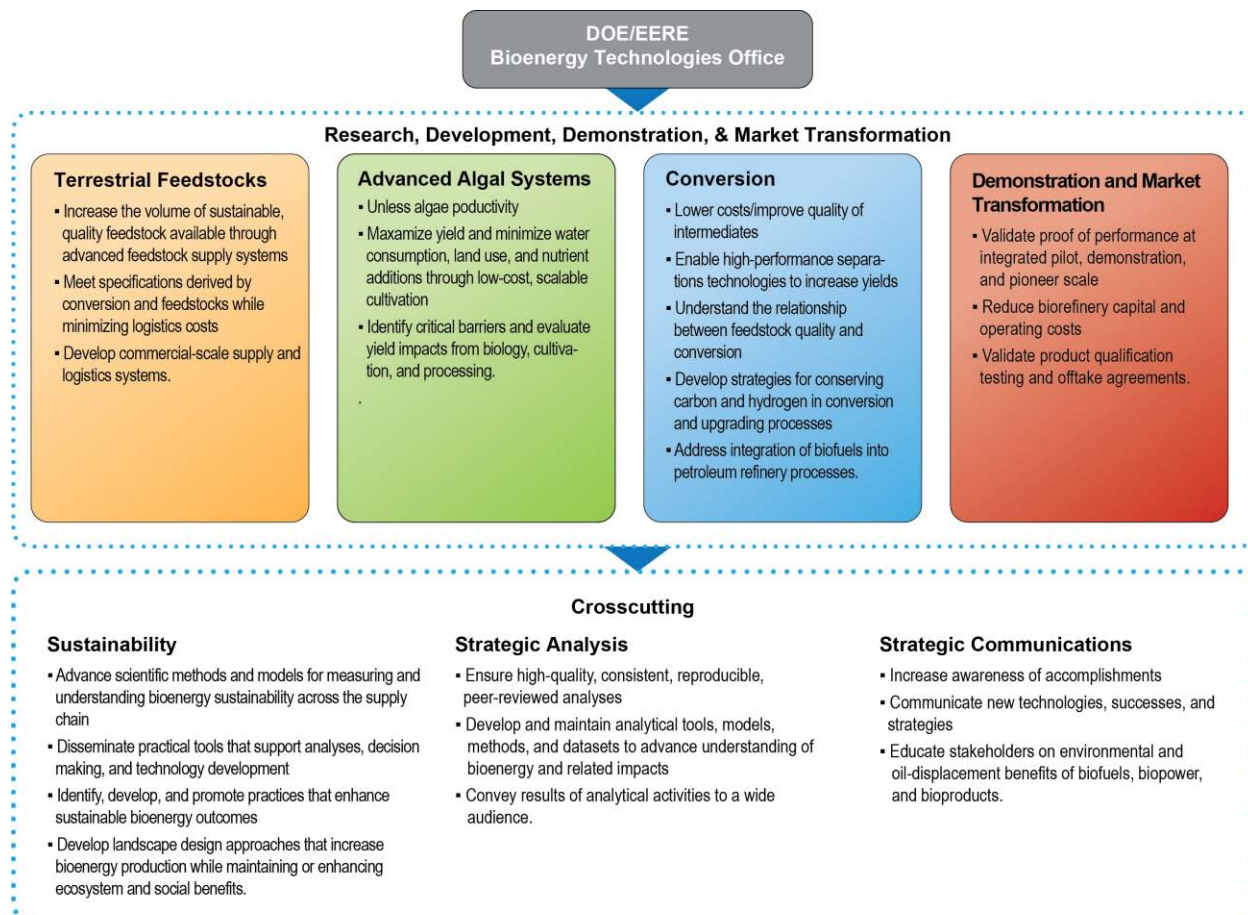 DOE/EERE
Bioenergy Technologies Office
Research, Development, Demonstration, & Market Transformation
Terrestrial Feedstocks
▪ Increase the volume of sustainable,
quality feedstock available through
advanced feedstock supply systems
▪ Meet specifications derived by
conversion and feedstocks while
minimizing logistics costs
▪ Develop commercial-scale supply and
logistics systems.
Advanced Algal Systems
▪ Unless algae poductivity
▪ Maxamize yield and minimize water
consumption, land use, and nutrient
additions through low-cost, scalable
cultivation
▪ Identify critical barriers and evaluate
yield impacts from biology, cultiva-
tion, and processing.
.
Conversion
▪ Lower costs/improve quality of
intermediates
▪ Enable high-performance separa-
tions technologies to increase yields
▪ Understand the relationship
between feedstock quality and
conversion
▪ Develop strategies for conserving
carbon and hydrogen in conversion
and upgrading processes
▪ Address integration of biofuels into
petroleum refinery processes.
Demonstration and Market
Transformation
▪ Validate proof of performance at
integrated pilot, demonstration,
and pioneer scale
▪ Reduce biorefinery capital and
operating costs
▪ Validate product qualification
testing and offtake agreements.
Crosscutting
Sustainability
▪ Advance scientific methods and models for measuring and
understanding bioenergy sustainability across the supply
chain
▪ Disseminate practical tools that support analyses, decision
making, and technology development
▪ Identify, develop, and promote practices that enhance
sustainable bioenergy outcomes
▪ Develop landscape design approaches that increase
bioenergy production while maintaining or enhancing
ecosystem and social benefits.
Strategic Analysis
▪ Ensure high-quality, consistent, reproducible,
peer-reviewed analyses
▪ Develop and maintain analytical tools, models,
methods, and datasets to advance understanding of
bioenergy and related impacts
▪ Convey results of analytical activities to a wide
audience.
Strategic Communications
▪ Increase awareness of accomplishments
▪ Communicate new technologies, successes, and
strategies
▪ Educate stakeholders on environmental and
oil-displacement benefits of biofuels, biopower,
and bioproducts.